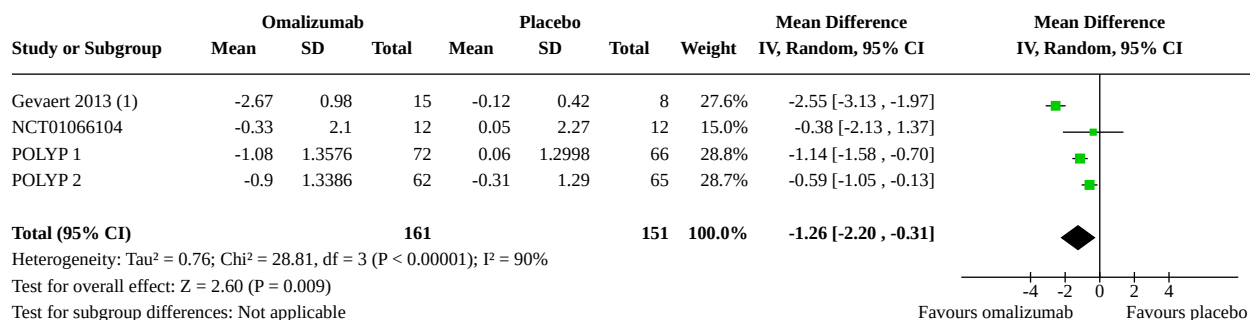 Omalizumab Placebo Mean Difference Mean Difference
Study or Subgroup Mean SD Total Mean SD Total Weight IV, Random, 95% CI IV, Random, 95% CI
Gevaert 2013 (1) -2.67 0.98 15 -0.12 0.42 8 27.6% -2.55 [-3.13 , -1.97]
NCT01066104 -0.33 2.1 12 0.05 2.27 12 15.0% -0.38 [-2.13 , 1.37]
POLYP 1 -1.08 1.3576 72 0.06 1.2998 66 28.8% -1.14 [-1.58 , -0.70]
POLYP 2 -0.9 1.3386 62 -0.31 1.29 65 28.7% -0.59 [-1.05 , -0.13]
Total (95% CI) 161 151 100.0% -1.26 [-2.20 , -0.31]
Heterogeneity: Tau² = 0.76; Chi² = 28.81, df = 3 (P < 0.00001); I² = 90%
Test for overall effect: Z = 2.60 (P = 0.009) -4 -2 0 2 4
Test for subgroup differences: Not applicable Favours omalizumab Favours placebo